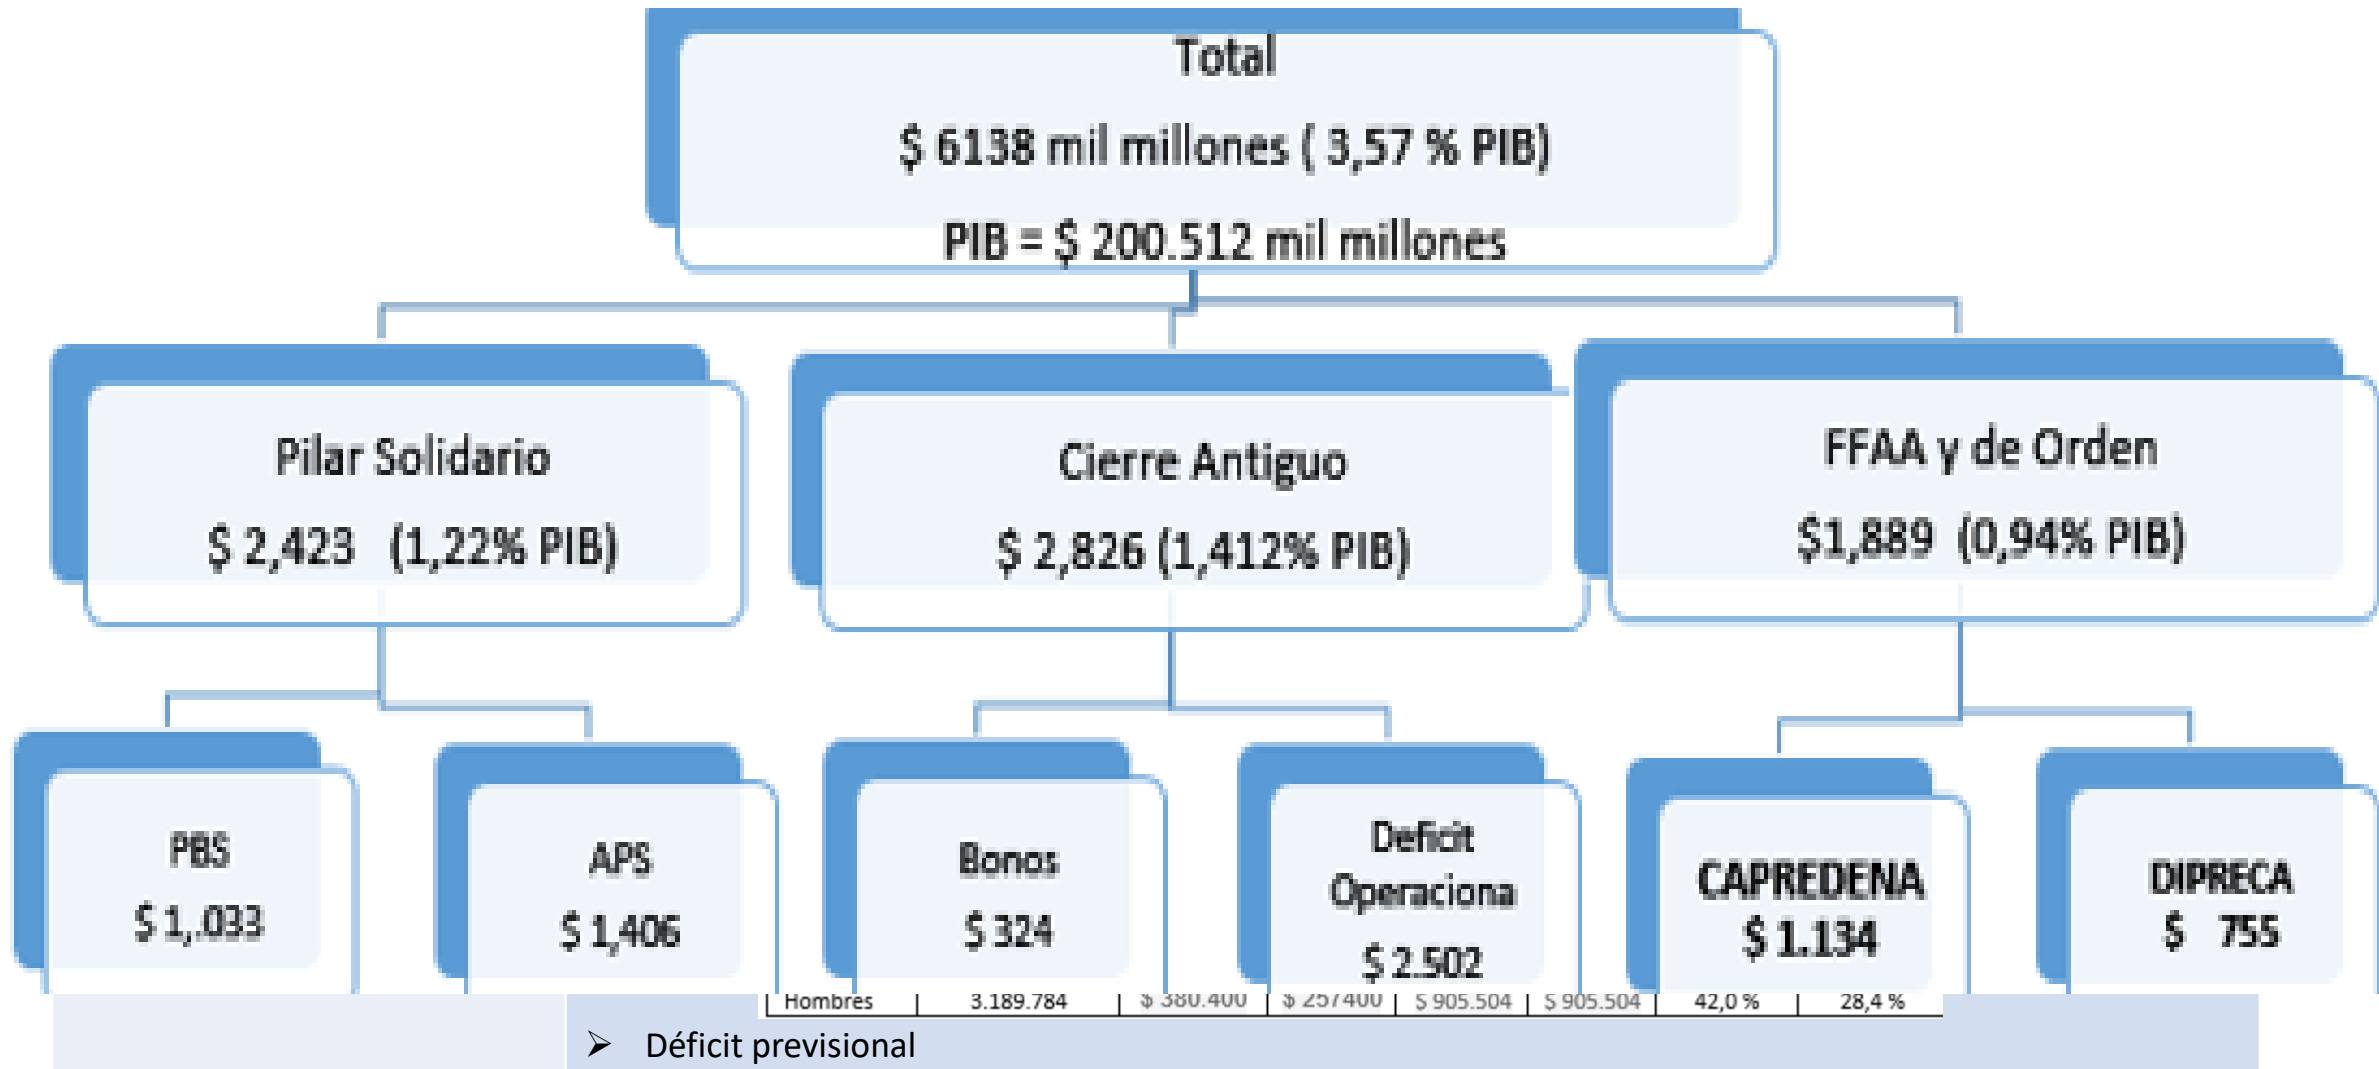 Total
$ 6138 mil millones ( 3,57 % PIB)
PIB = $ 200.512 mil millones
Pilar Solidario
$ 2,423 (1,22% PIB)
Cierre Antiguo
$ 2,826 (1,412% PIB)
FFAA y de Orden
$1,889 (0,94% PIB)
PBS
$ 1,.033
APS
$ 1,406
Bonos
$ 324
Deficit
Operaciona
$ 2.502
CAPREDENA
$ 1.134
DIPRECA
$ 755
Hombres 3.189.784 $ 380.400 $ 257400 $ 905.504 $ 905.504 42,0 % 28,4 %
➢ Déficit previsional